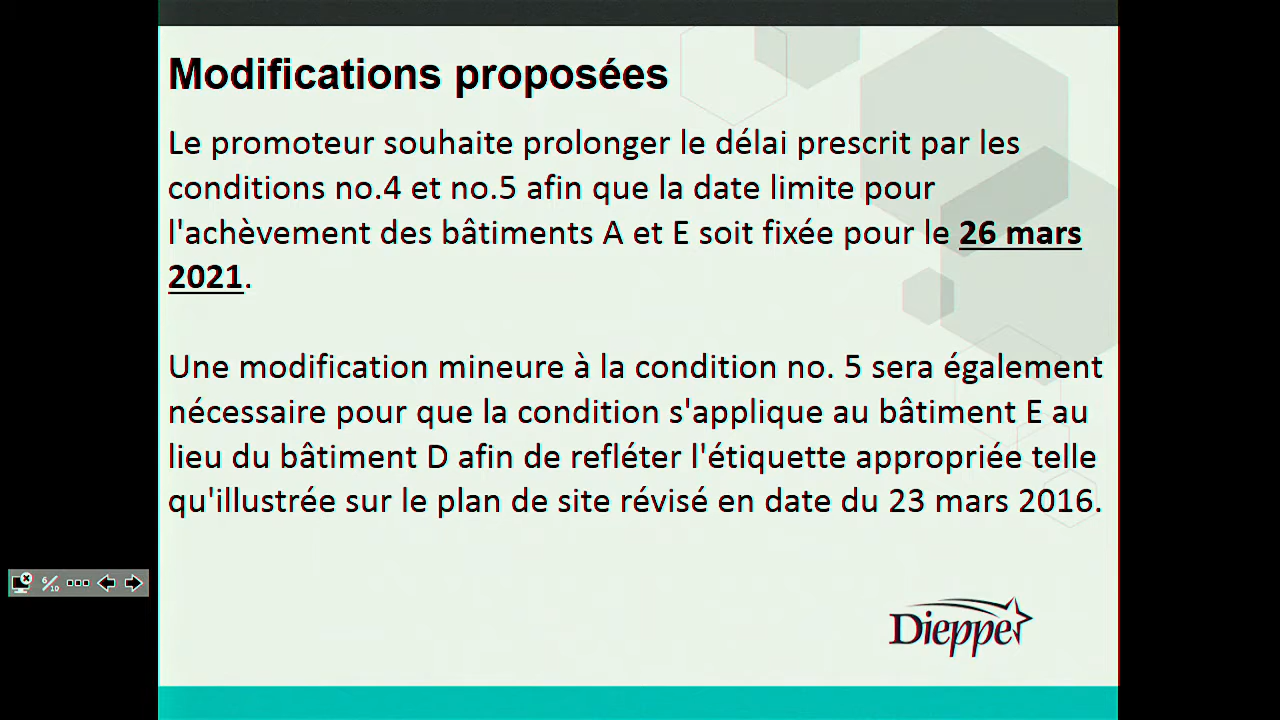 Modifications proposées
Le promoteur souhaite prolonger le délai prescrit par les
conditions no.4 et no.5 afin que la date limite pour
l'achèvement des bâtiments A et E soit fixée pour le 26 mars
2021.
Une modification mineure à la condition no. 5 sera également
nécessaire pour que la condition s'applique au bâtiment E au
lieu du bâtiment D afin de refléter l'étiquette appropriée telle
qu'illustrée sur le plan de site révisé en date du 23 mars 2016.
6/10
Dieppe